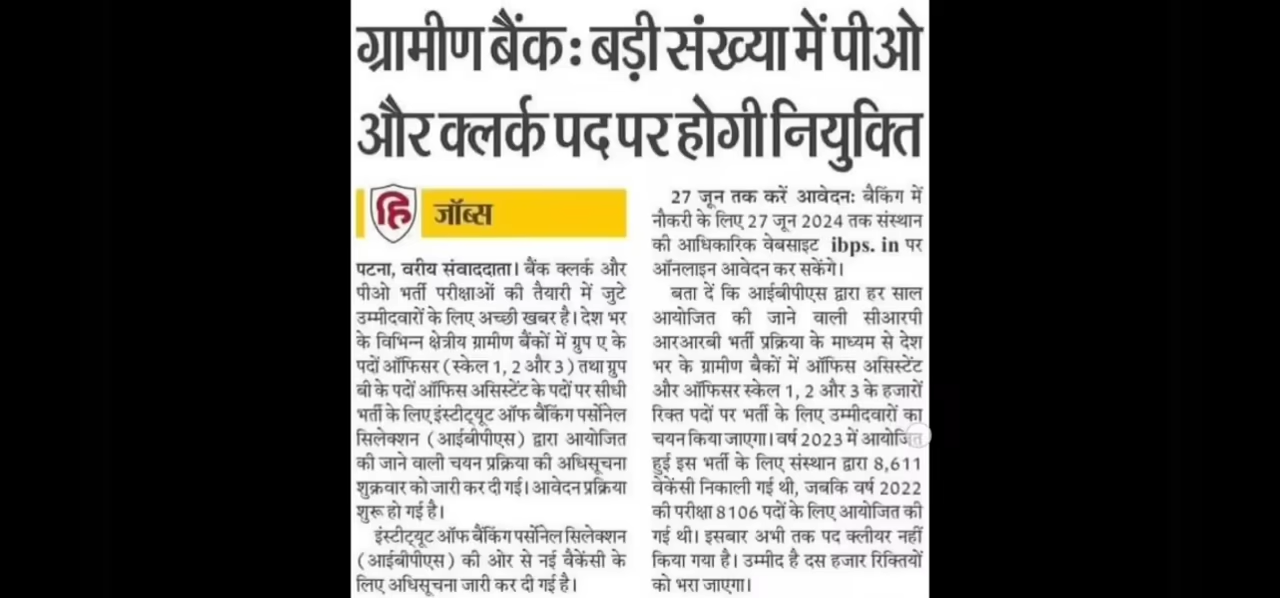 ग्रामीण बैंक: बड़ी संख्या में पीओ
और क्लर्क पद पर होगी नियुक्ति
हि जॉब्स
पटना, वरीय संवाददाता। बैंक क्लर्क और
पीओ भर्ती परीक्षाओं की तैयारी में जुटे
उम्मीदवारों के लिए अच्छी खबर है। देश भर
के विभिन्न क्षेत्रीय ग्रामीण बैंकों में ग्रुप ए के
पदों ऑफिसर (स्केल 1, 2 और 3) तथा ग्रुप
बी के पदों ऑफिस असिस्टेंट के पदों पर सीधी
भर्ती के लिए इंस्टीट्यूट ऑफ बैंकिंग पर्सोनेल
सिलेक्शन (आईबीपीएस) द्वारा आयोजित
की जाने वाली चयन प्रक्रिया की अधिसूचना
शुक्रवार को जारी कर दी गई। आवेदन प्रक्रिया
शुरू हो गई है।
इंस्टीट्यूट ऑफ बैंकिंग पर्सोनेल सिलेक्शन
(आईबीपीएस) की ओर से नई वैकेंसी के
लिए अधिसूचना जारी कर दी गई है।
27 जून तक करें आवेदन: बैकिंग में
नौकरी के लिए 27 जून 2024 तक संस्थान
की आधिकारिक वेबसाइट ibps. in पर
ऑनलाइन आवेदन कर सकेंगे।
बता दें कि आईबीपीएस द्वारा हर साल
आयोजित की जाने वाली सीआरपी
आरआरबी भर्ती प्रक्रिया के माध्यम से देश
भर के ग्रामीण बैकों में ऑफिस असिस्टेंट
और ऑफिसर स्केल 1, 2 और 3 के हजारों
रिक्त पदों पर भर्ती के लिए उम्मीदवारों का
चयन किया जाएगा। वर्ष 2023 में आयोजित
हुई इस भर्ती के लिए संस्थान द्वारा 8,611
वेकेंसी निकाली गई थी, जबकि वर्ष 2022
की परीक्षा 8106 पदों के लिए आयोजित की
गई थी। इसबार अभी तक पद क्लीयर नहीं
किया गया है। उम्मीद है दस हजार रिक्तियों
को भरा जाएगा।